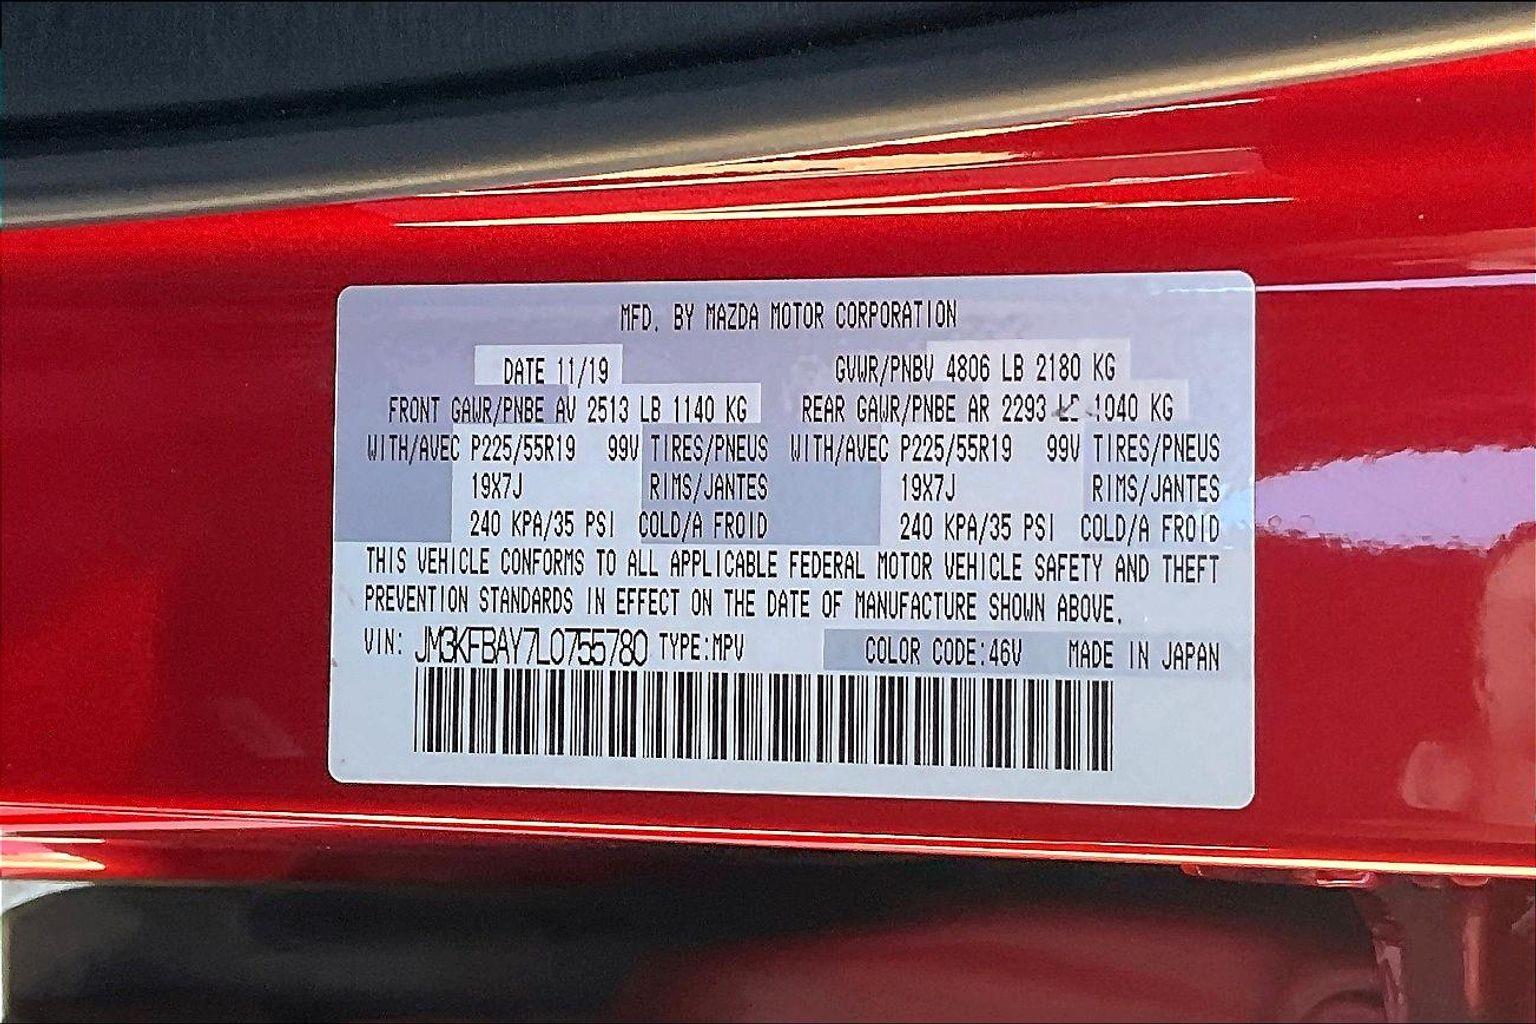 MFD. BY MAZDA MOTOR CORPORATION
DATE 11/19 GVWR/PNBV 4806 LB 2180 KG
FRONT GAWR/PNBE AV 2513 LB 1140 KG REAR GAWR/PNBE AR 2293 LB 1040 KG
WITH/AVEC P225/55R19 99V TIRES/PNEUS WITH/AVEC P225/55R19 99V TIRES/PNEUS
19X7J RIMS/JANTES 19X7J RIMS/JANTES
240 KPA/35 PSI COLD/A FROID 240 KPA/35 PSI COLD/A FROID
THIS VEHICLE CONFORMS TO ALL APPLICABLE FEDERAL MOTOR VEHICLE SAFETY AND THEFT
PREVENTION STANDARDS IN EFFECT ON THE DATE OF MANUFACTURE SHOWN ABOVE.
VIN: JM3KFBAY7L0755780 TYPE:MPV COLOR CODE:46V MADE IN JAPAN